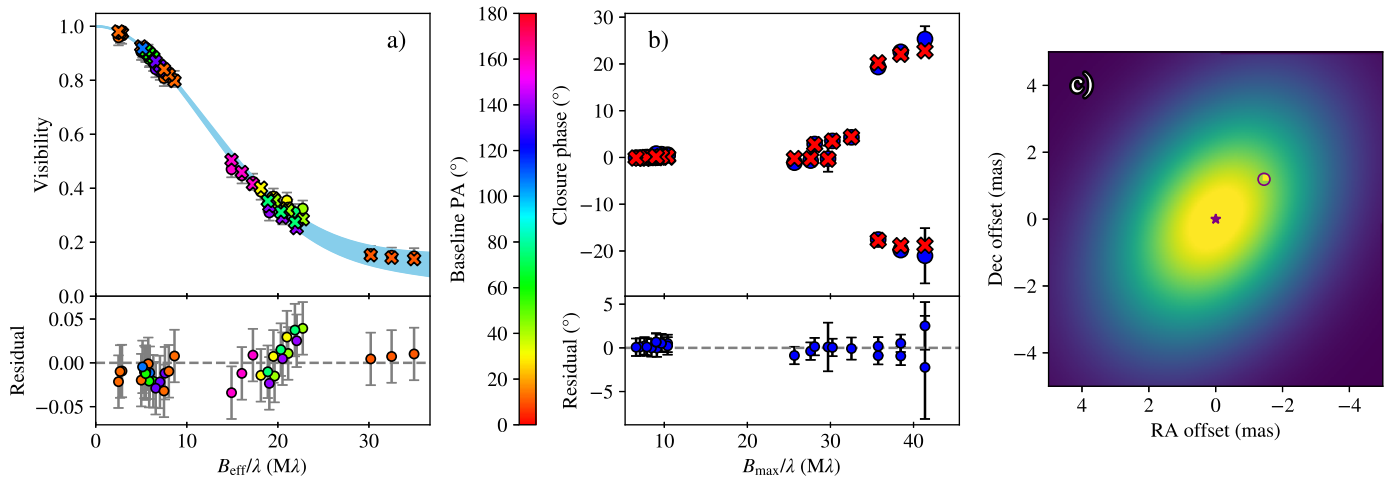 a)
1.0
0.8
0.6
0.4
0.2
0.0
Visibility
0.05
0.00
−0.05
Residual
0 10 20 30
B_eff/λ (Mλ)
180
160
140
120
100
80
60
40
20
0
Baseline PA (°)
b)
30
20
10
0
−10
−20
Closure phase (°)
5
0
−5
Residual (°)
10 20 30 40
B_max/λ (Mλ)
c)
4
2
0
−2
−4
Dec offset (mas)
4 2 0 −2 −4
RA offset (mas)